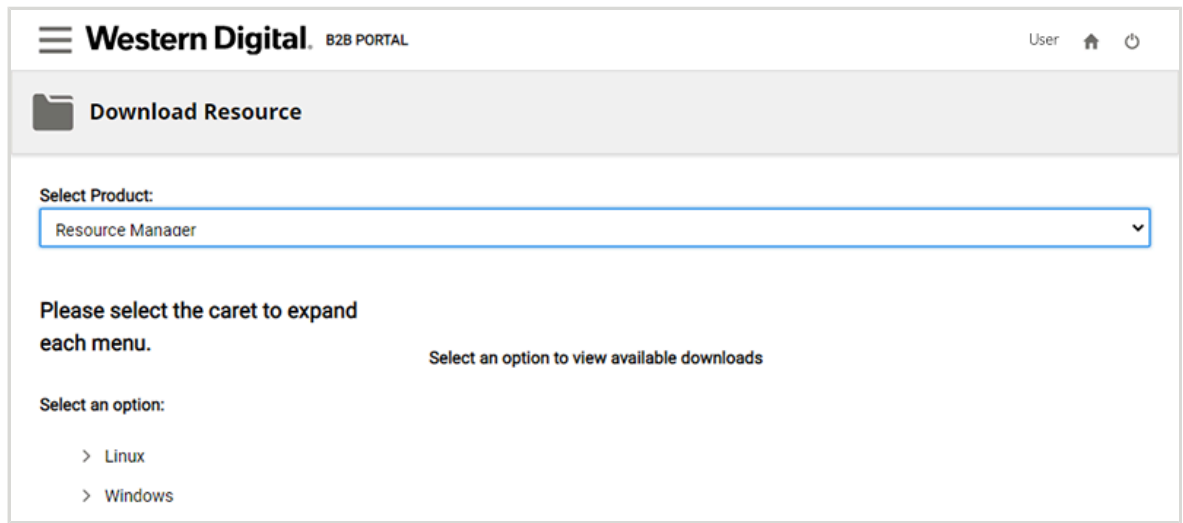 Western Digital. B2B PORTAL User
Download Resource
Select Product:
Resource Manager
Please select the caret to expand
each menu.
Select an option to view available downloads
Select an option:
Linux
Windows